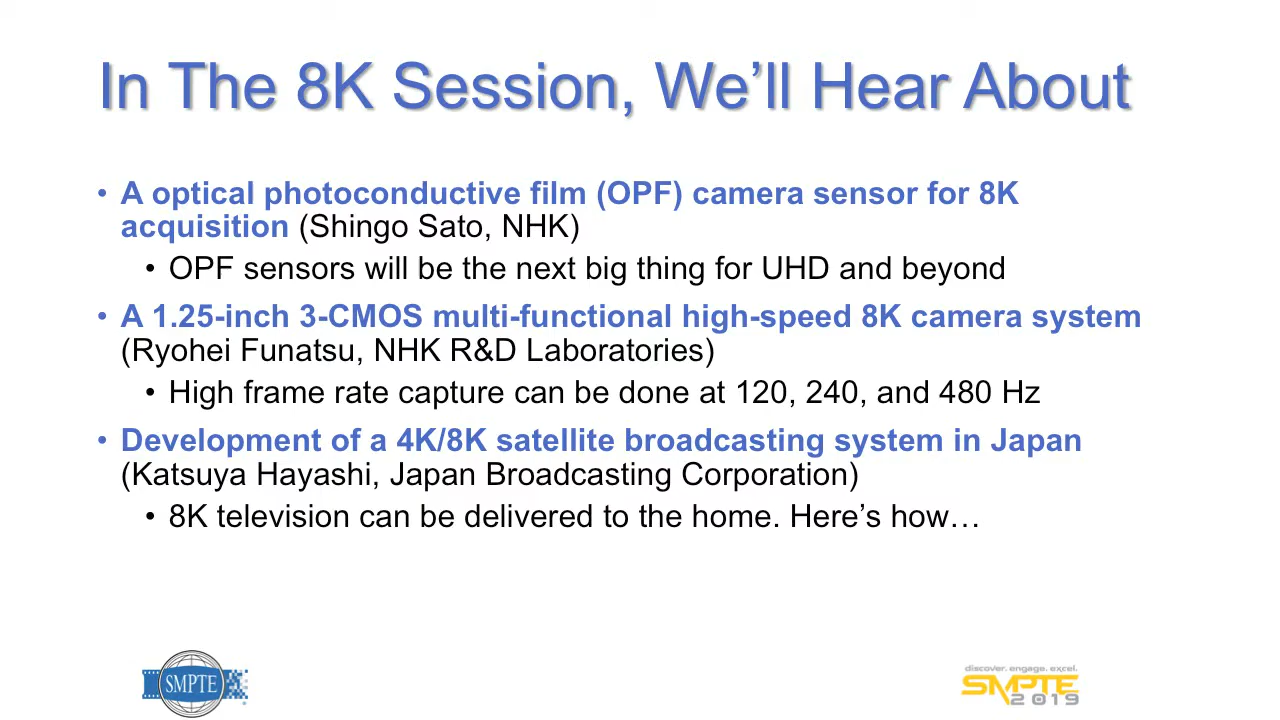 In The 8K Session, We’ll Hear About
• A optical photoconductive film (OPF) camera sensor for 8K
acquisition (Shingo Sato, NHK)
• OPF sensors will be the next big thing for UHD and beyond
• A 1.25-inch 3-CMOS multi-functional high-speed 8K camera system
(Ryohei Funatsu, NHK R&D Laboratories)
• High frame rate capture can be done at 120, 240, and 480 Hz
• Development of a 4K/8K satellite broadcasting system in Japan
(Katsuya Hayashi, Japan Broadcasting Corporation)
• 8K television can be delivered to the home. Here’s how…
SMPTE
discover. engage. excel.
SMPTE
2019